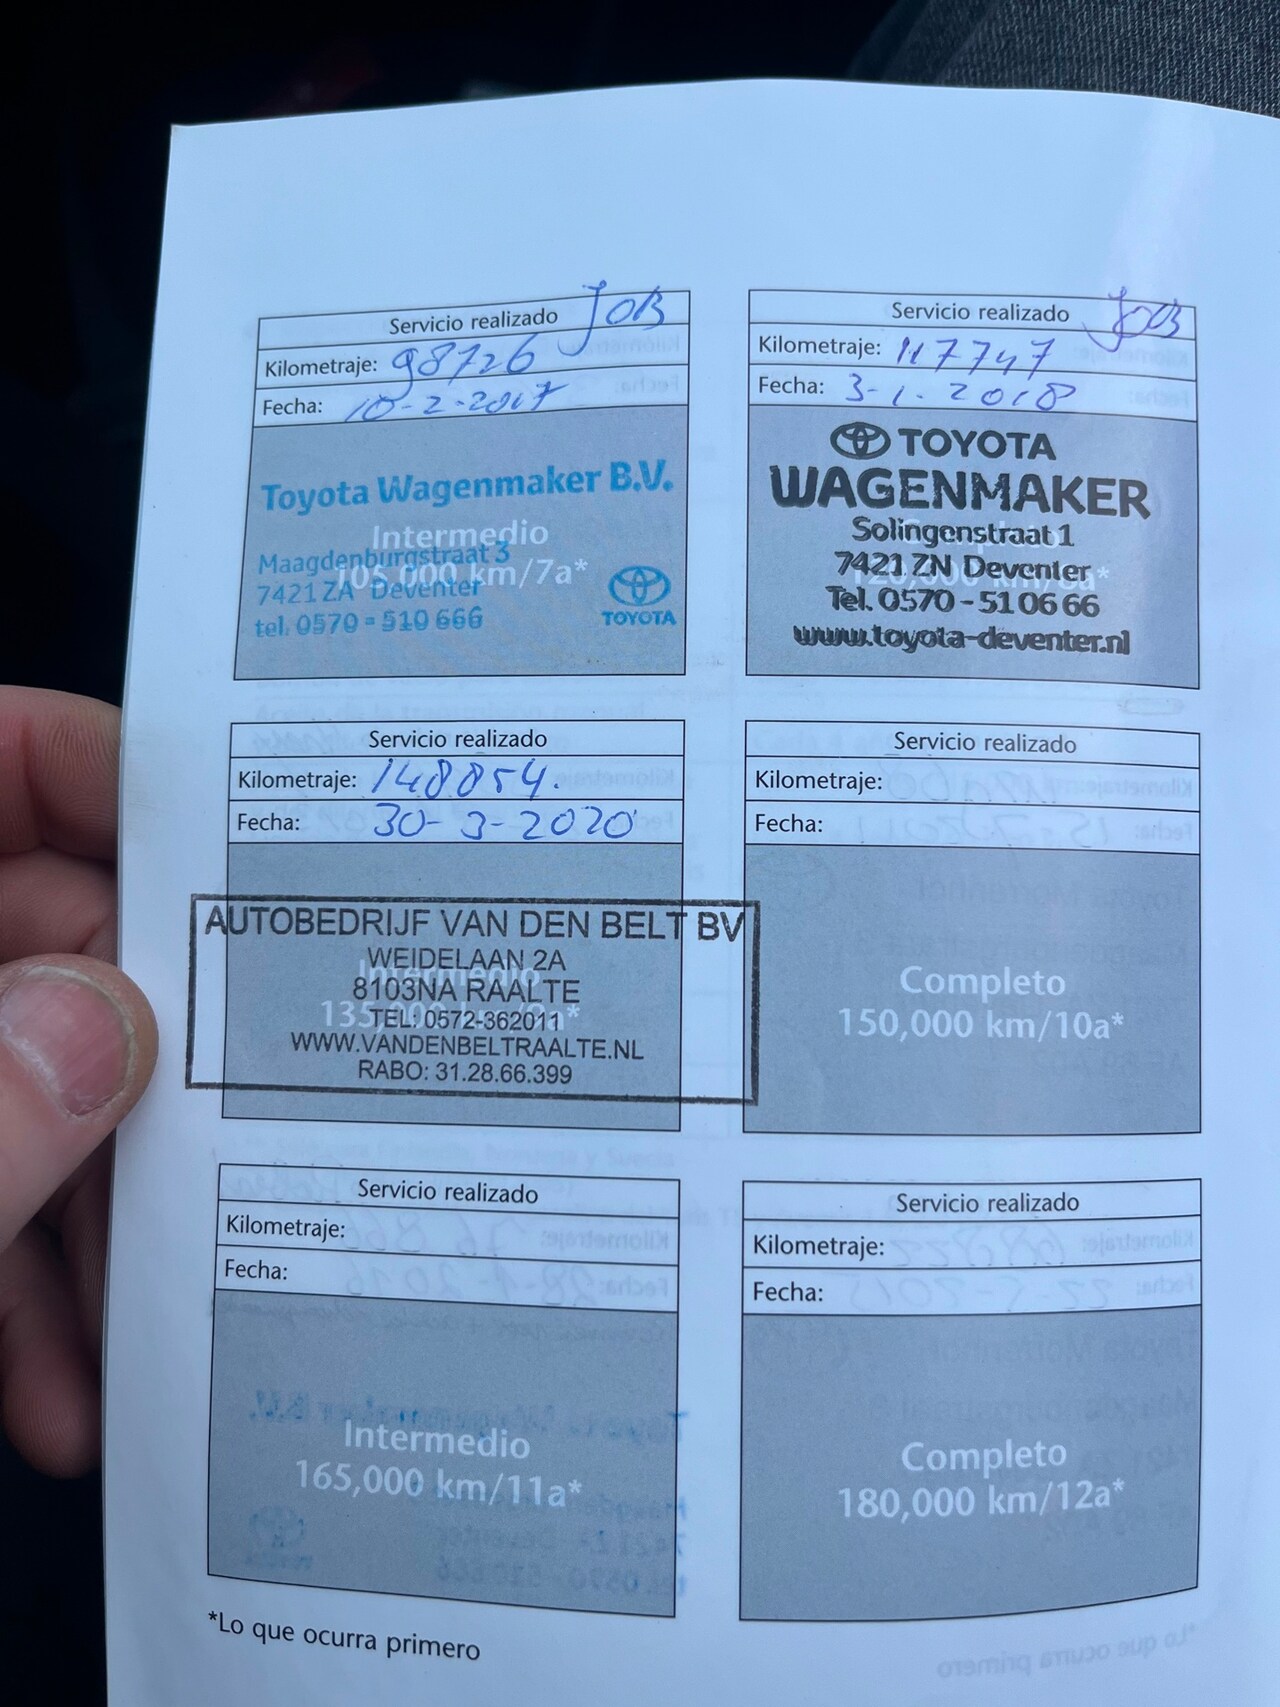 Servicio realizado JOB
Kilometraje: 98726
Fecha: 10-2-2017
Toyota Wagenmaker B.V.
Intermedio
Maagdenburgstraat 3
105,000 km/7a*
7421 ZA Deventer
tel. 0570 - 510 666
TOYOTA
Servicio realizado JOB
Kilometraje: 117747
Fecha: 3-1-2018
TOYOTA
WAGENMAKER
Solingenstraat 1
7421 ZN Deventer
Tel. 0570 - 51 06 66
www.toyota-deventer.nl
Servicio realizado
Kilometraje: 148854.
Fecha: 30-3-2020
AUTOBEDRIJF VAN DEN BELT BV
WEIDELAAN 2A
Intermedio
8103NA RAALTE
TEL: 0572-362011
WWW.VANDENBELTRAALTE.NL
RABO: 31.28.66.399
Servicio realizado
Kilometraje:
Fecha:
Completo
150,000 km/10a*
Servicio realizado
Kilometraje:
Fecha:
Intermedio
165,000 km/11a*
Servicio realizado
Kilometraje:
Fecha:
Completo
180,000 km/12a*
*Lo que ocurra primero